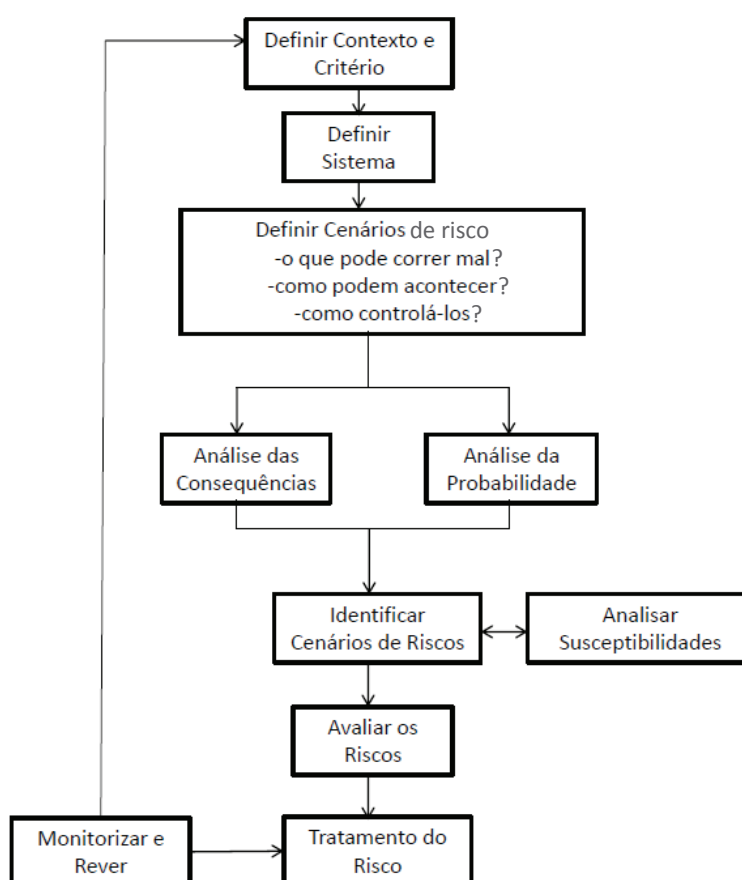 Definir Contexto e
Critério
Definir
Sistema
Definir Cenários de risco
-o que pode correr mal?
-como podem acontecer?
-como controlá-los?
Análise das
Consequências
Análise da
Probabilidade
Identificar
Cenários de Riscos
Analisar
Susceptibilidades
Avaliar os
Riscos
Monitorizar e
Rever
Tratamento do
Risco